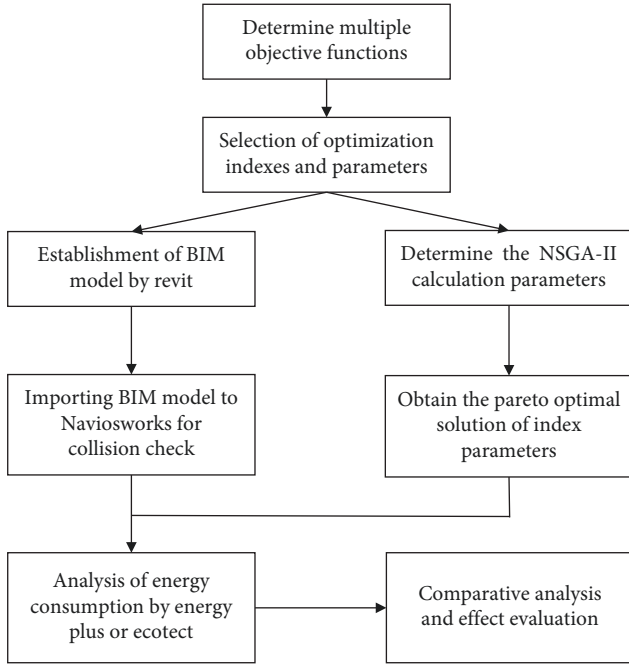 Determine multiple
objective functions
Selection of optimization
indexes and parameters
Establishment of BIM
model by revit
Determine the NSGA-II
calculation parameters
Importing BIM model to
Naviosworks for
collision check
Obtain the pareto optimal
solution of index
parameters
Analysis of energy
consumption by energy
plus or ecotect
Comparative analysis
and effect evaluation